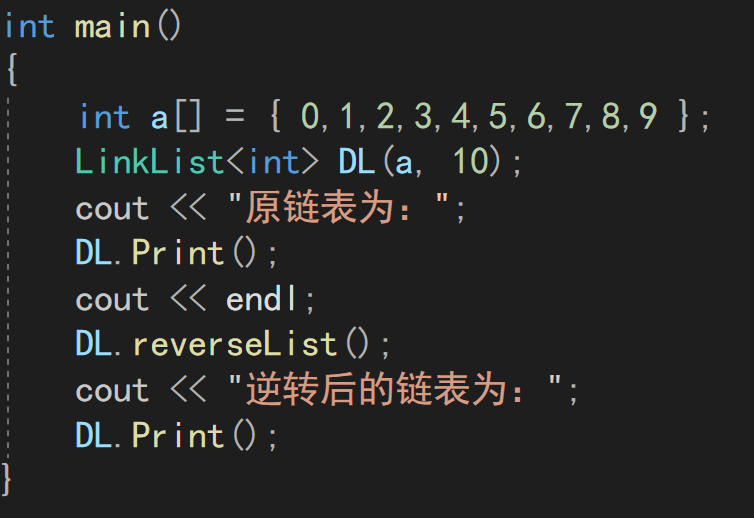 int main()
{
    int a[] = { 0,1,2,3,4,5,6,7,8,9 };
    LinkList<int> DL(a, 10);
    cout << "原链表为：";
    DL.Print();
    cout << endl;
    DL.reverseList();
    cout << "逆转后的链表为：";
    DL.Print();
}